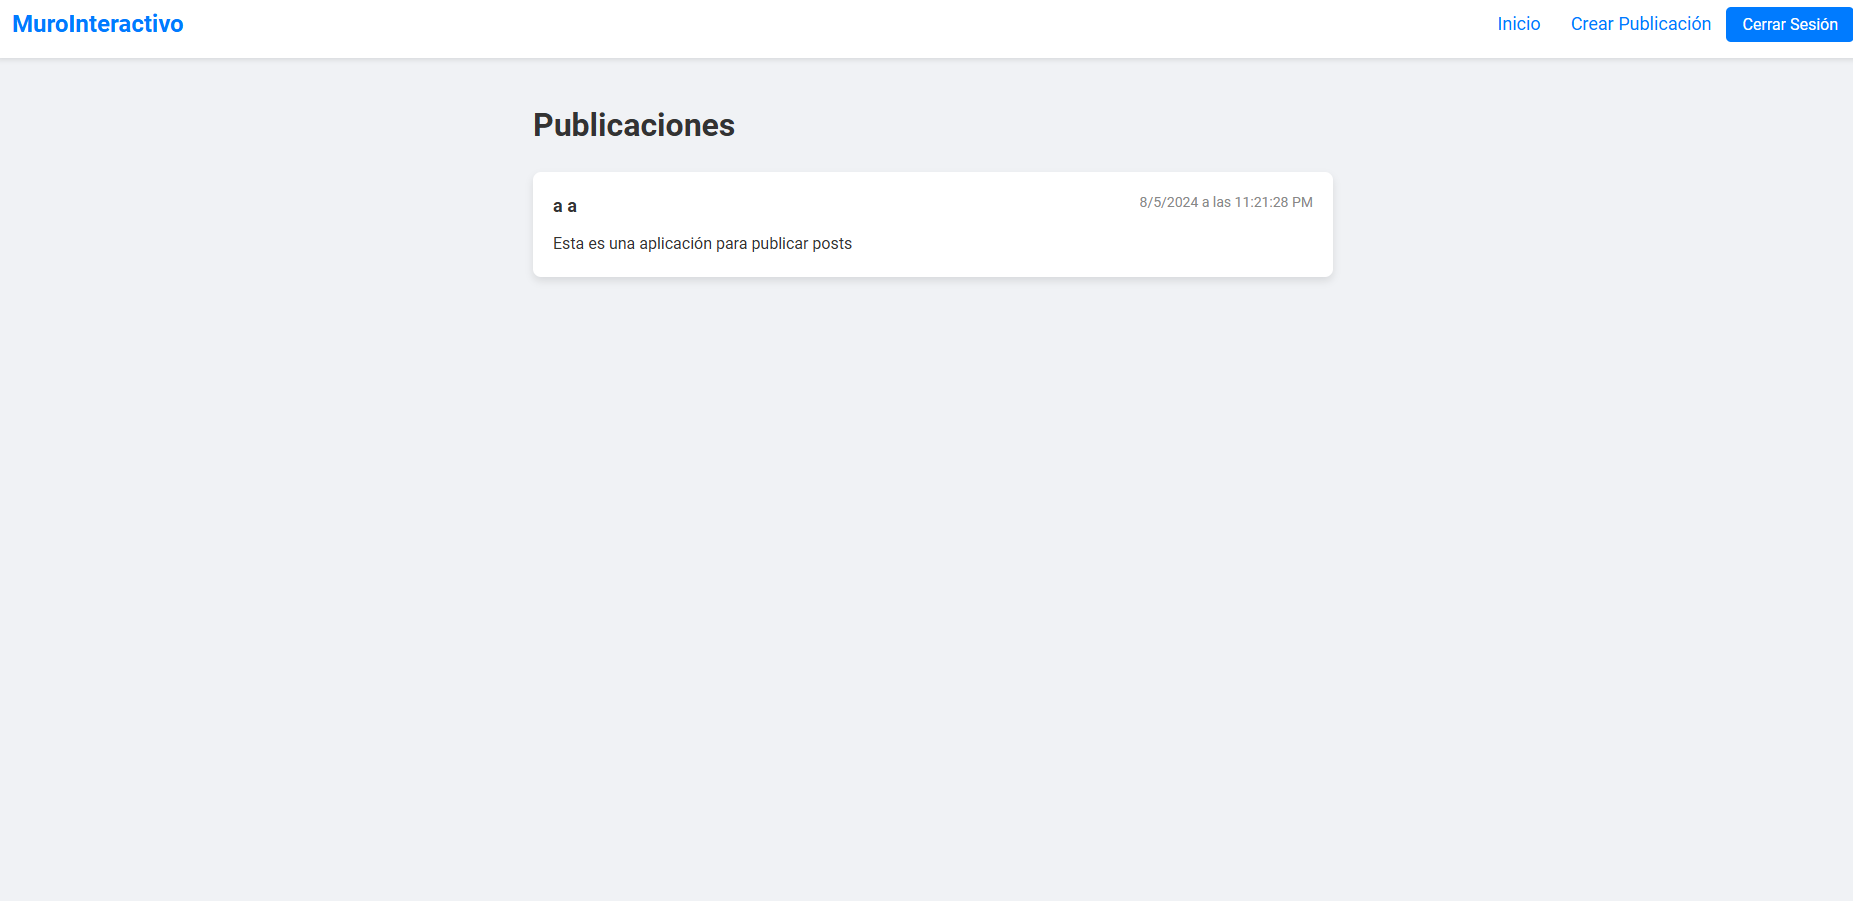 MuroInteractivo
Inicio Crear Publicación Cerrar Sesión
Publicaciones
a a 8/5/2024 a las 11:21:28 PM
Esta es una aplicación para publicar posts